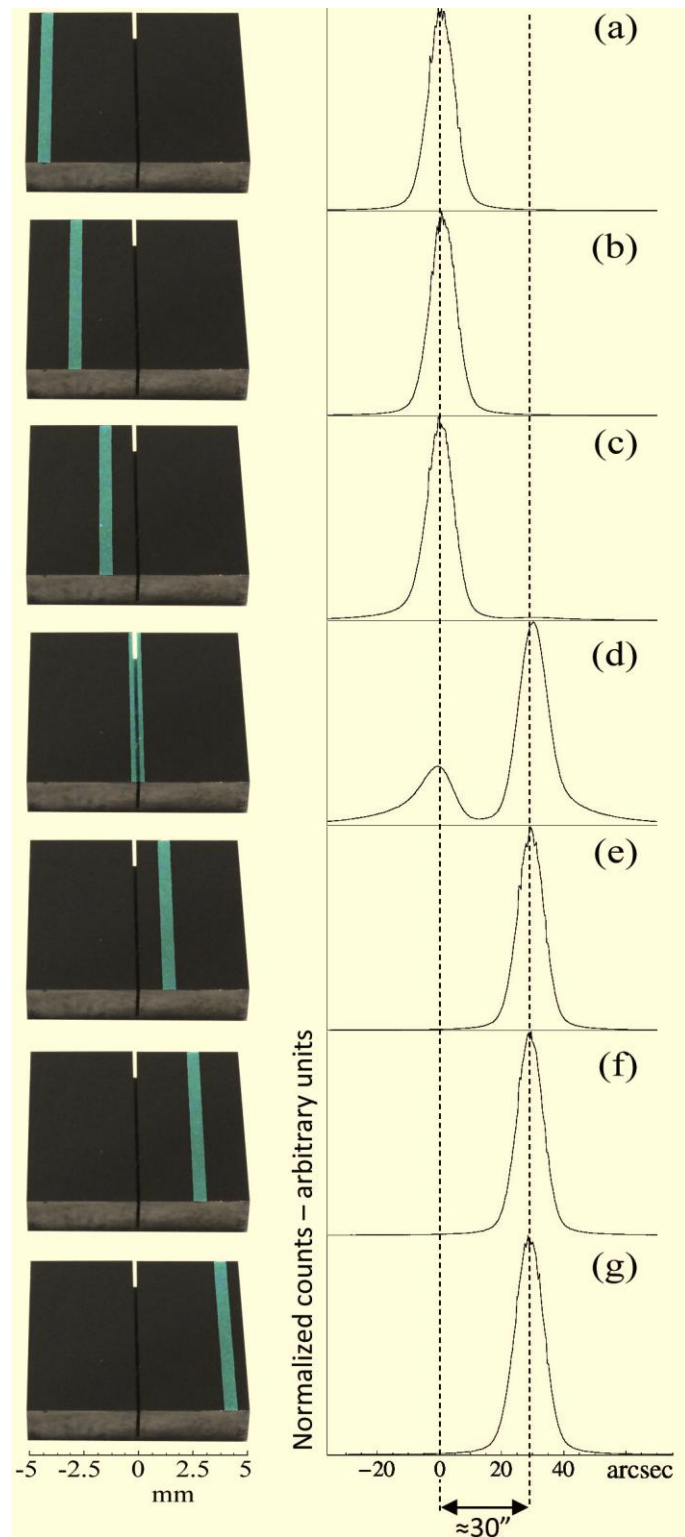 (a)
(b)
(c)
(d)
(e)
(f)
(g)
Normalized counts – arbitrary units
-5 -2.5 0 2.5 5
mm
−20 0 20 40 arcsec
≈30”